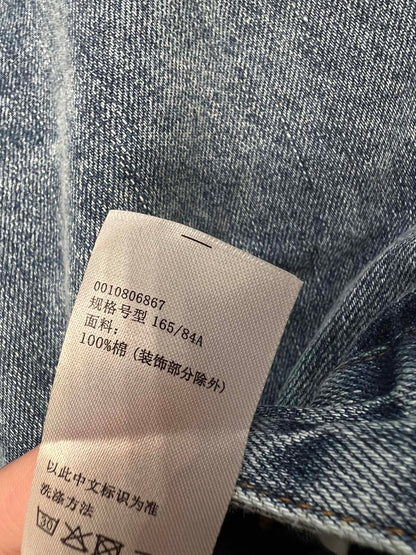 0010806867
规格号型 165/84A
面料:
100%棉 (装饰部分除外)
以此中文标识为准
洗涤方法
30